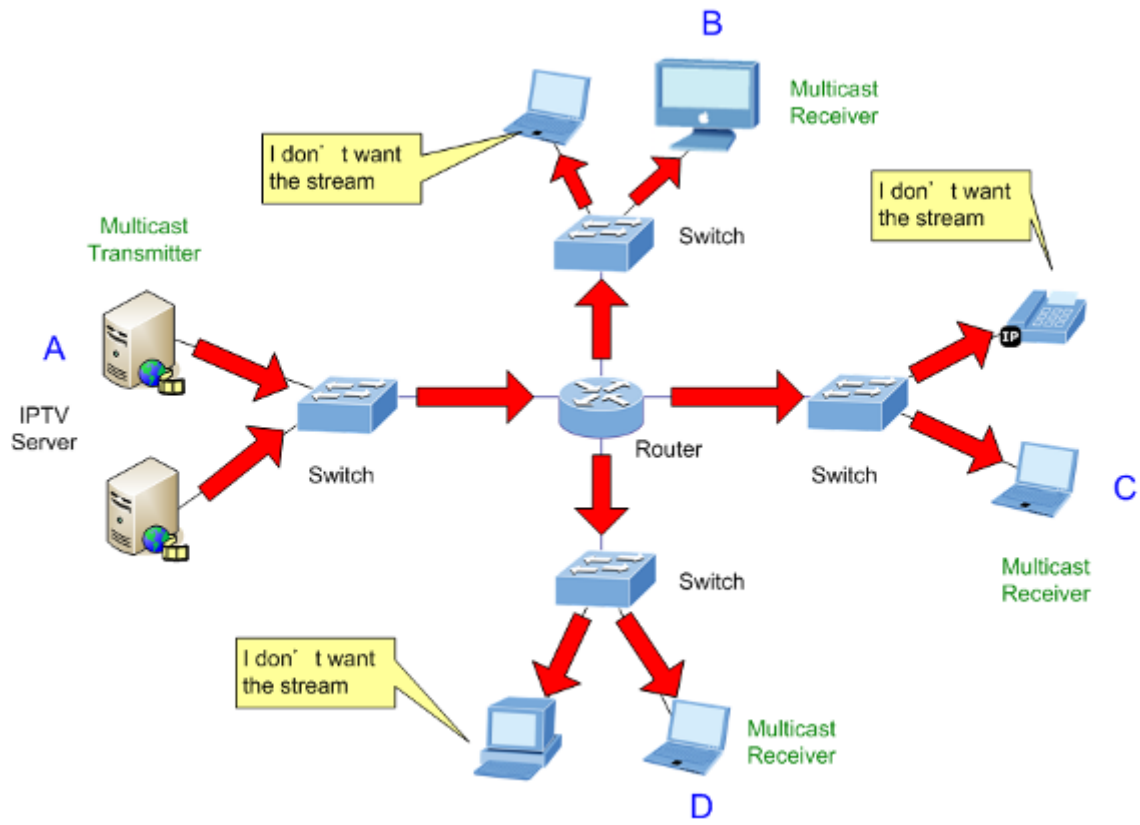 B
Multicast
Receiver
I don’ t want
the stream
I don’ t want
the stream
Multicast
Transmitter
Switch
A
IP
IPTV
Server
Router
Switch
Switch
C
Switch
Multicast
Receiver
I don’ t want
the stream
Multicast
Receiver
D